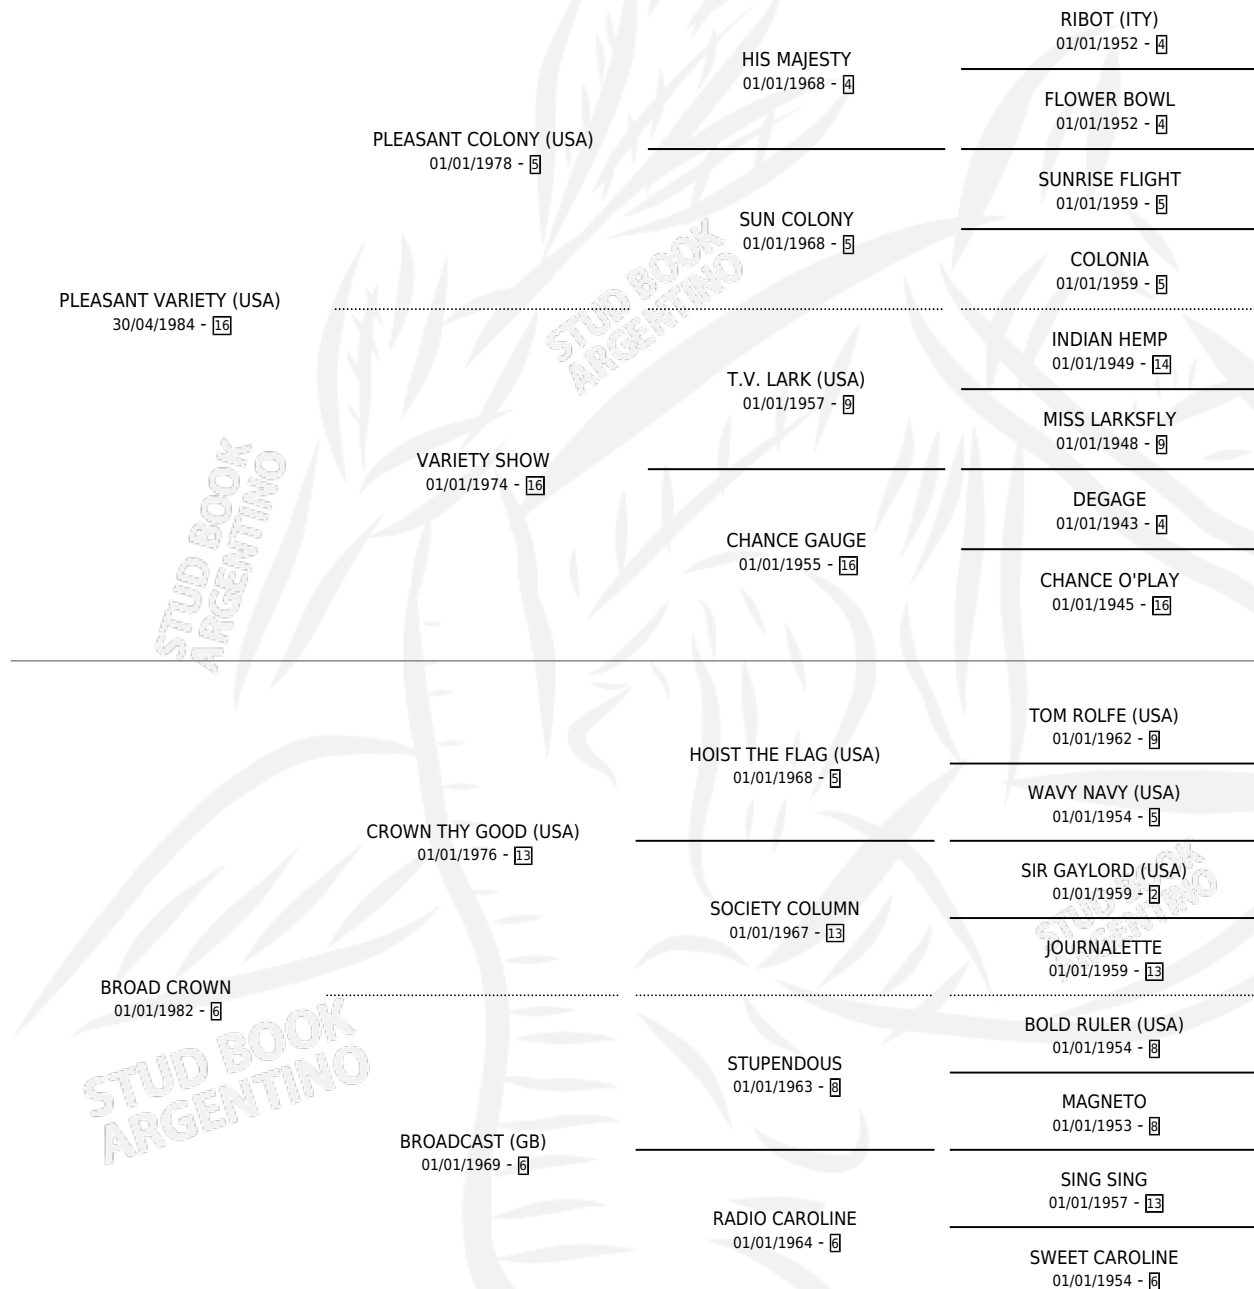 RIBOT (ITY)
01/01/1952 - 4
HIS MAJESTY
01/01/1968 - 4
FLOWER BOWL
01/01/1952 - 4
PLEASANT COLONY (USA)
01/01/1978 - 5
SUNRISE FLIGHT
01/01/1959 - 5
SUN COLONY
01/01/1968 - 5
COLONIA
01/01/1959 - 5
PLEASANT VARIETY (USA)
30/04/1984 - 16
INDIAN HEMP
01/01/1949 - 14
T.V. LARK (USA)
01/01/1957 - 9
MISS LARKSFLY
01/01/1948 - 9
VARIETY SHOW
01/01/1974 - 16
DEGAGE
01/01/1943 - 4
CHANCE GAUGE
01/01/1955 - 16
CHANCE O'PLAY
01/01/1945 - 16
TOM ROLFE (USA)
01/01/1962 - 9
HOIST THE FLAG (USA)
01/01/1968 - 5
WAVY NAVY (USA)
01/01/1954 - 5
CROWN THY GOOD (USA)
01/01/1976 - 13
SIR GAYLORD (USA)
01/01/1959 - 2
SOCIETY COLUMN
01/01/1967 - 13
JOURNALETTE
01/01/1959 - 13
BROAD CROWN
01/01/1982 - 6
BOLD RULER (USA)
01/01/1954 - 8
STUPENDOUS
01/01/1963 - 8
MAGNETO
01/01/1953 - 8
BROADCAST (GB)
01/01/1969 - 6
SING SING
01/01/1957 - 13
RADIO CAROLINE
01/01/1964 - 6
SWEET CAROLINE
01/01/1954 - 6
STUD BOOK
ARGENTINO
STUD BOOK
ARGENTINO
STUD BOOK
ARGENTINO
STUD BOOK
ARGENTINO